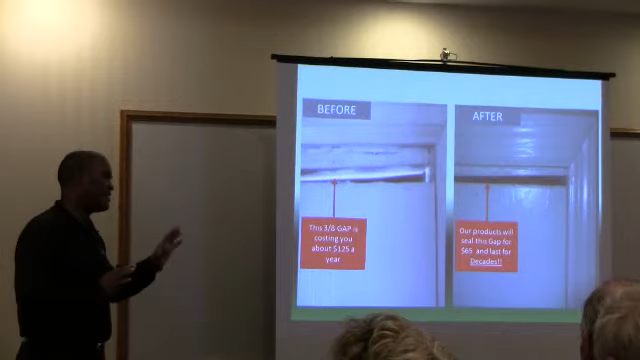 BEFORE
This 3/8 GAP is
costing you
about $125 a
year
AFTER
Our products will
seal this Gap for
$65 and last for
Decades!!